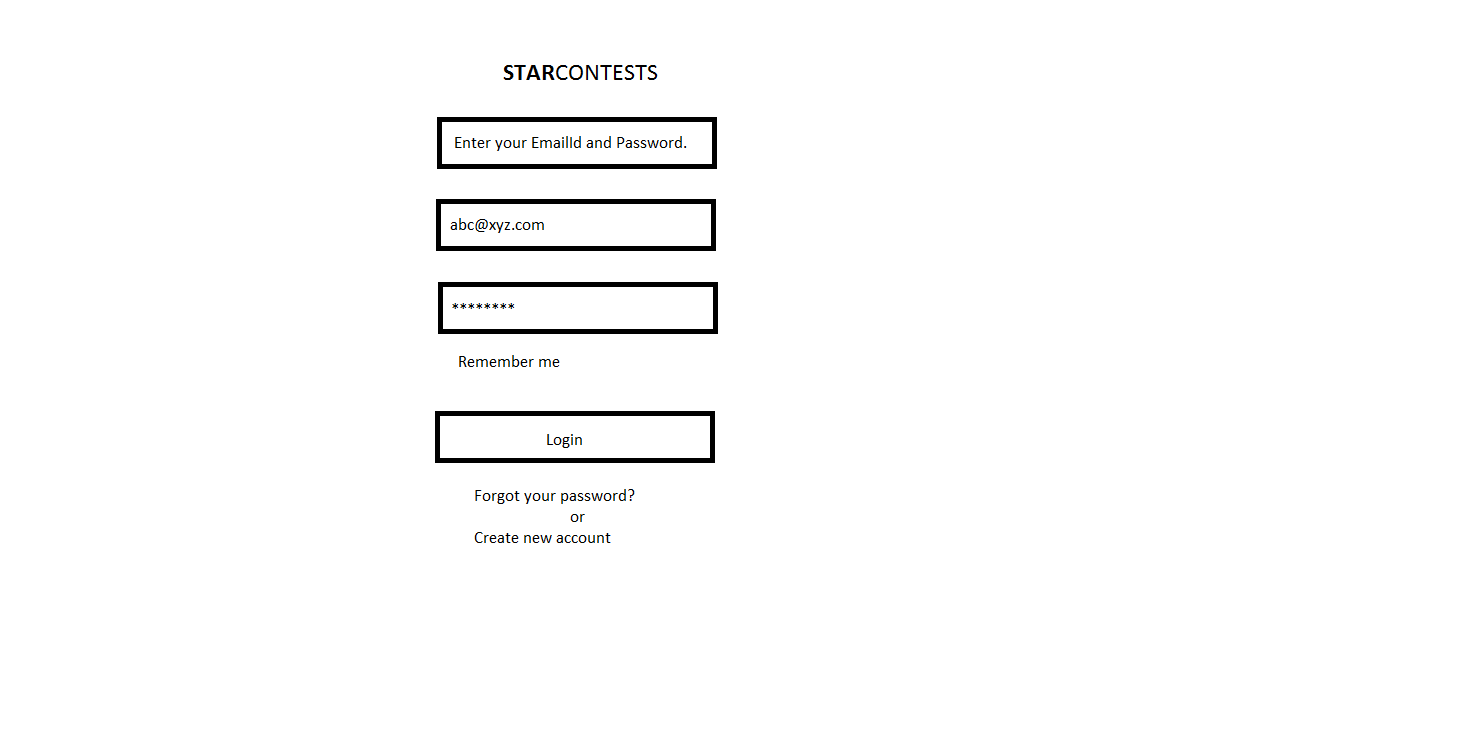 STARCONTESTS
Enter your EmailId and Password.
abc@xyz.com
********
Remember me
Login
Forgot your password?
or
Create new account